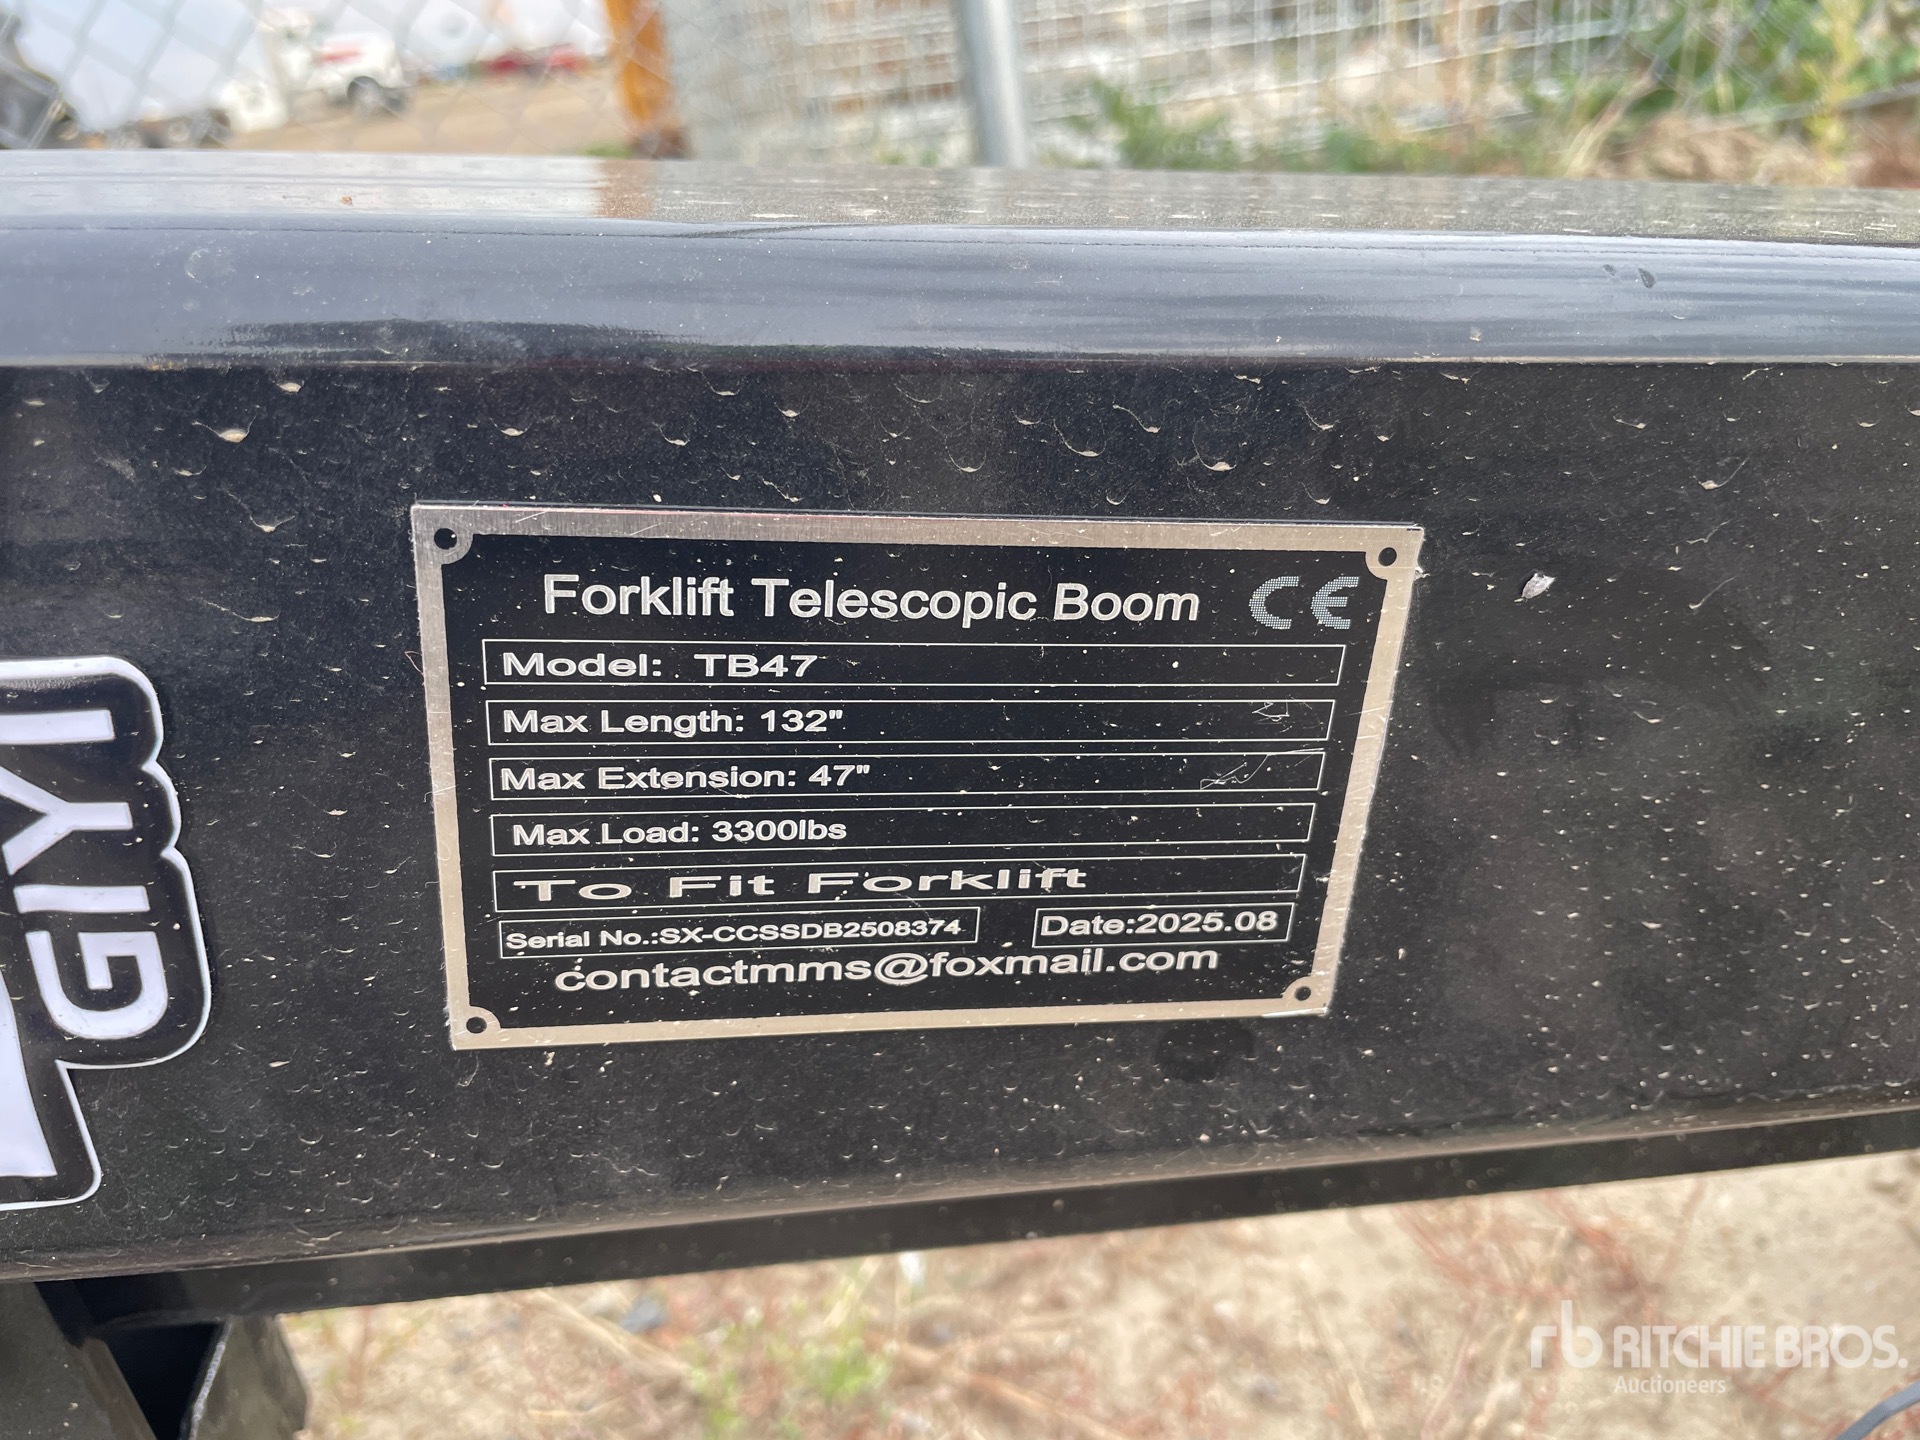 Forklift Telescopic Boom CE
Model: TB47
Max Length: 132"
Max Extension: 47"
Max Load: 3300lbs
To Fit Forklift
Serial No.:SX-CCSSDB2508374 Date:2025.08
contactmms@foxmail.com
GIYI
rb RITCHIE BROS.
Auctioneers